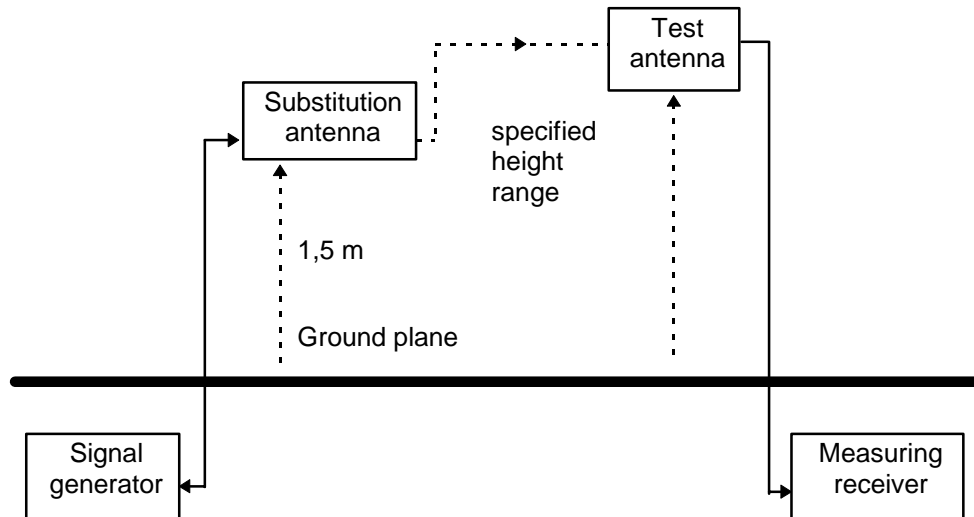 Test
antenna
Substitution
antenna
specified
height
range
1,5 m
Ground plane
Signal
generator
Measuring
receiver